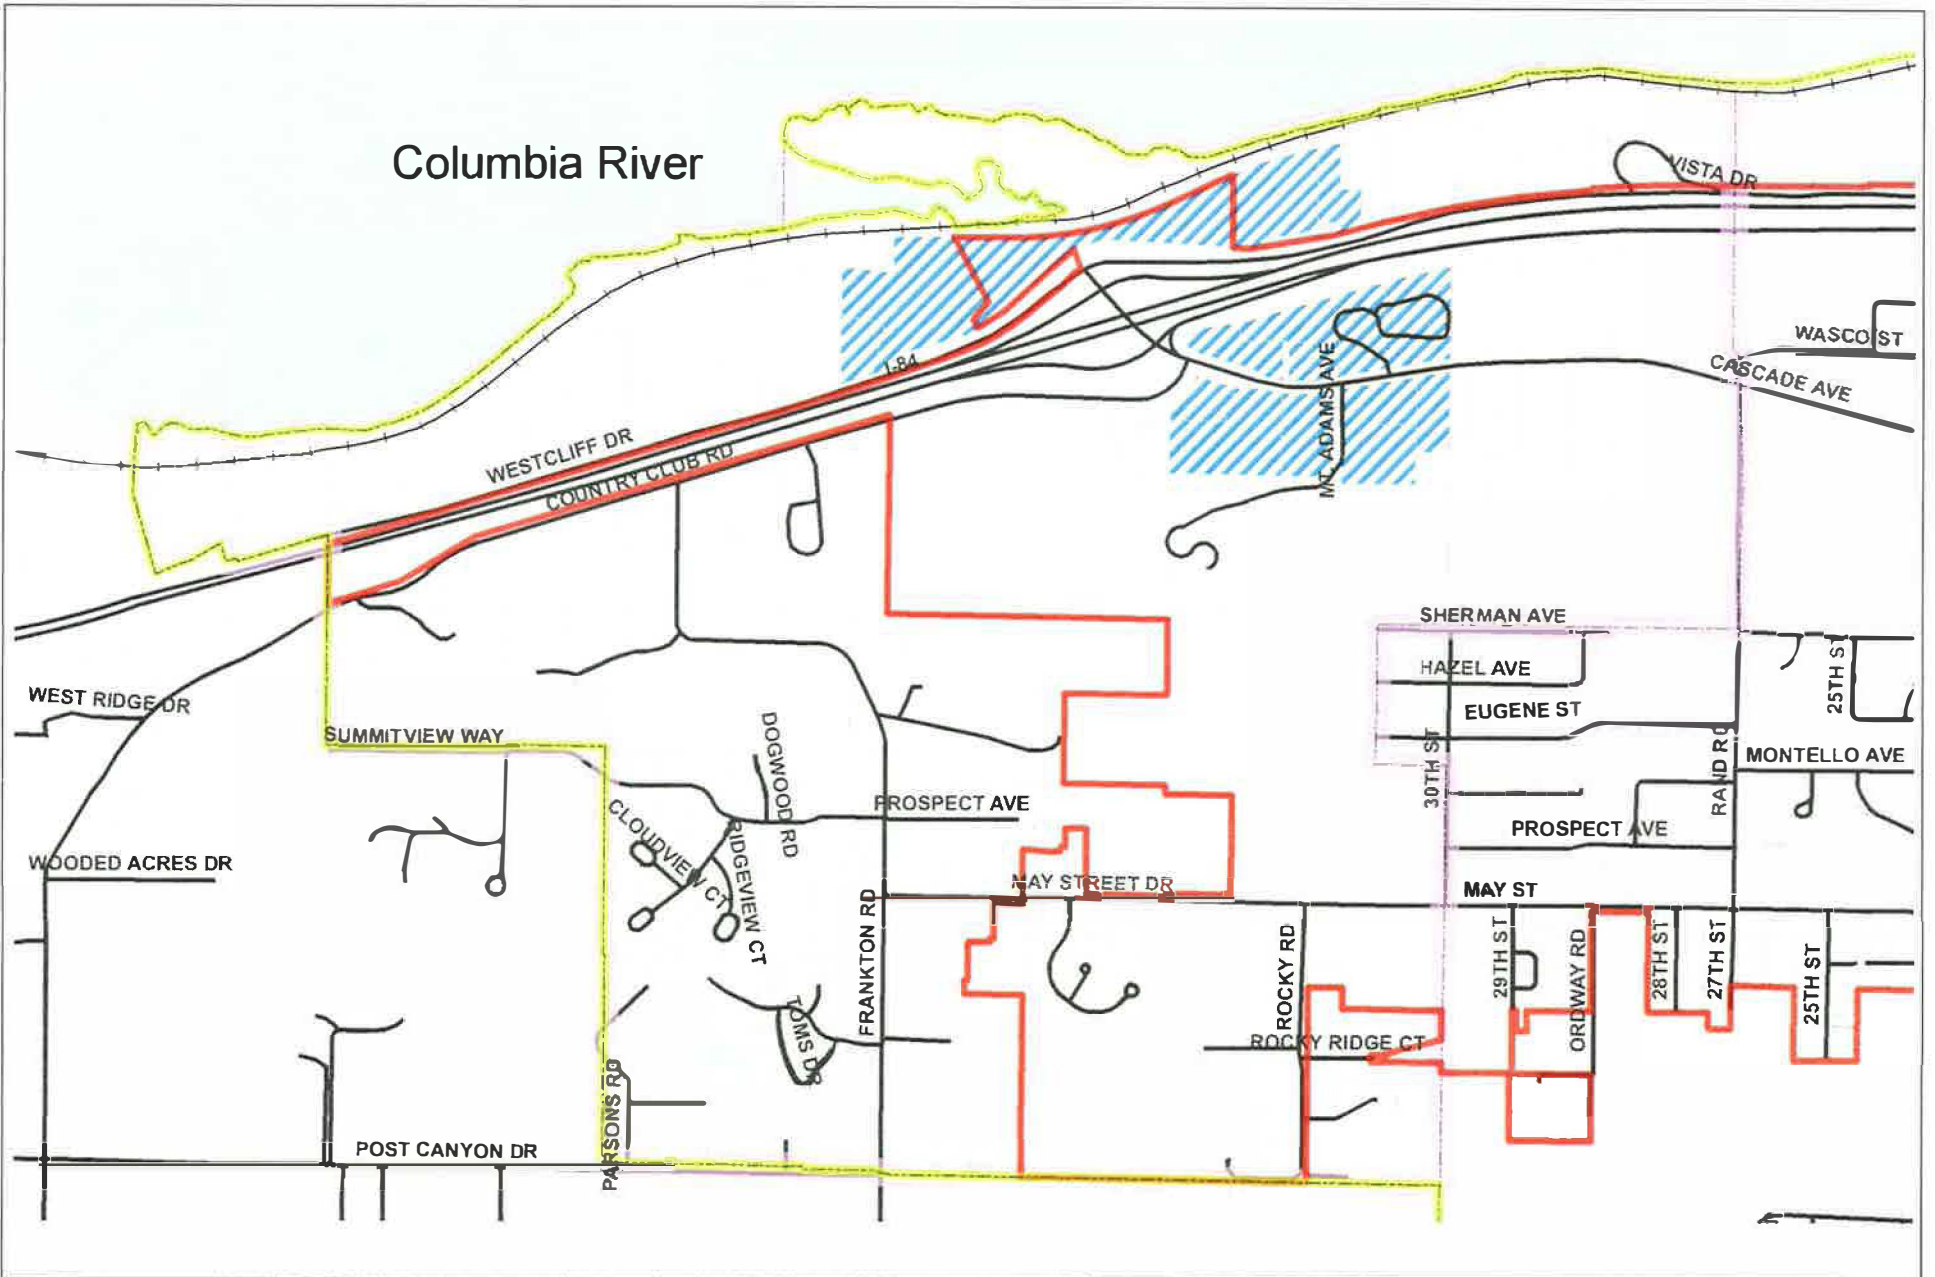 Columbia River
VISTA DR
WASCO ST
CASCADE AVE
I-84
MT. ADAMS AVE
WESTCLIFF DR
COUNTRY CLUB RD
SHERMAN AVE
HAZEL AVE
25TH ST
WEST RIDGE DR
EUGENE ST
SUMMITVIEW WAY
DOGWOOD RD
30TH ST
RAND RD
MONTELLO AVE
CLOUDVIEW CT
RIDGEVIEW CT
PROSPECT AVE
PROSPECT AVE
WOODED ACRES DR
MAY STREET DR
MAY ST
FRANKTON RD
ROCKY RD
29TH ST
ORDWAY RD
28TH ST
27TH ST
25TH ST
TOMS DR
ROCKY RIDGE CT
PARSONS RD
POST CANYON DR